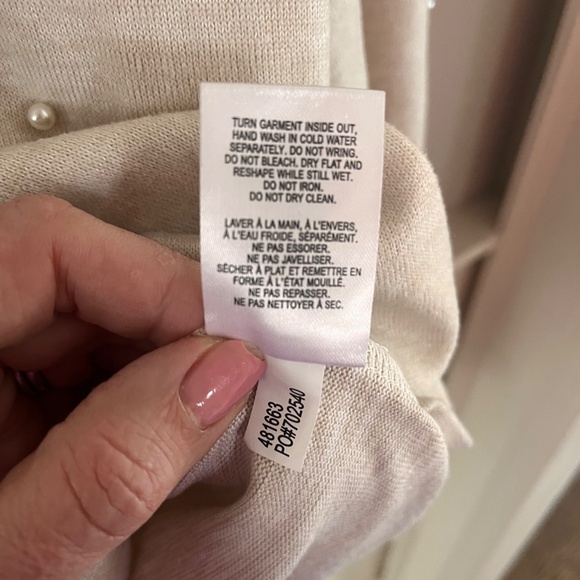 TURN GARMENT INSIDE OUT,
HAND WASH IN COLD WATER
SEPARATELY. DO NOT WRING.
DO NOT BLEACH. DRY FLAT AND
RESHAPE WHILE STILL WET.
DO NOT IRON.
DO NOT DRY CLEAN.
LAVER À LA MAIN, À L'ENVERS,
À L'EAU FROIDE, SÉPARÉMENT.
NE PAS ESSORER.
NE PAS JAVELLISER.
SÉCHER À PLAT ET REMETTRE EN
FORME À L'ÉTAT MOUILLÉ.
NE PAS REPASSER.
NE PAS NETTOYER À SEC.
481663
PO#702540